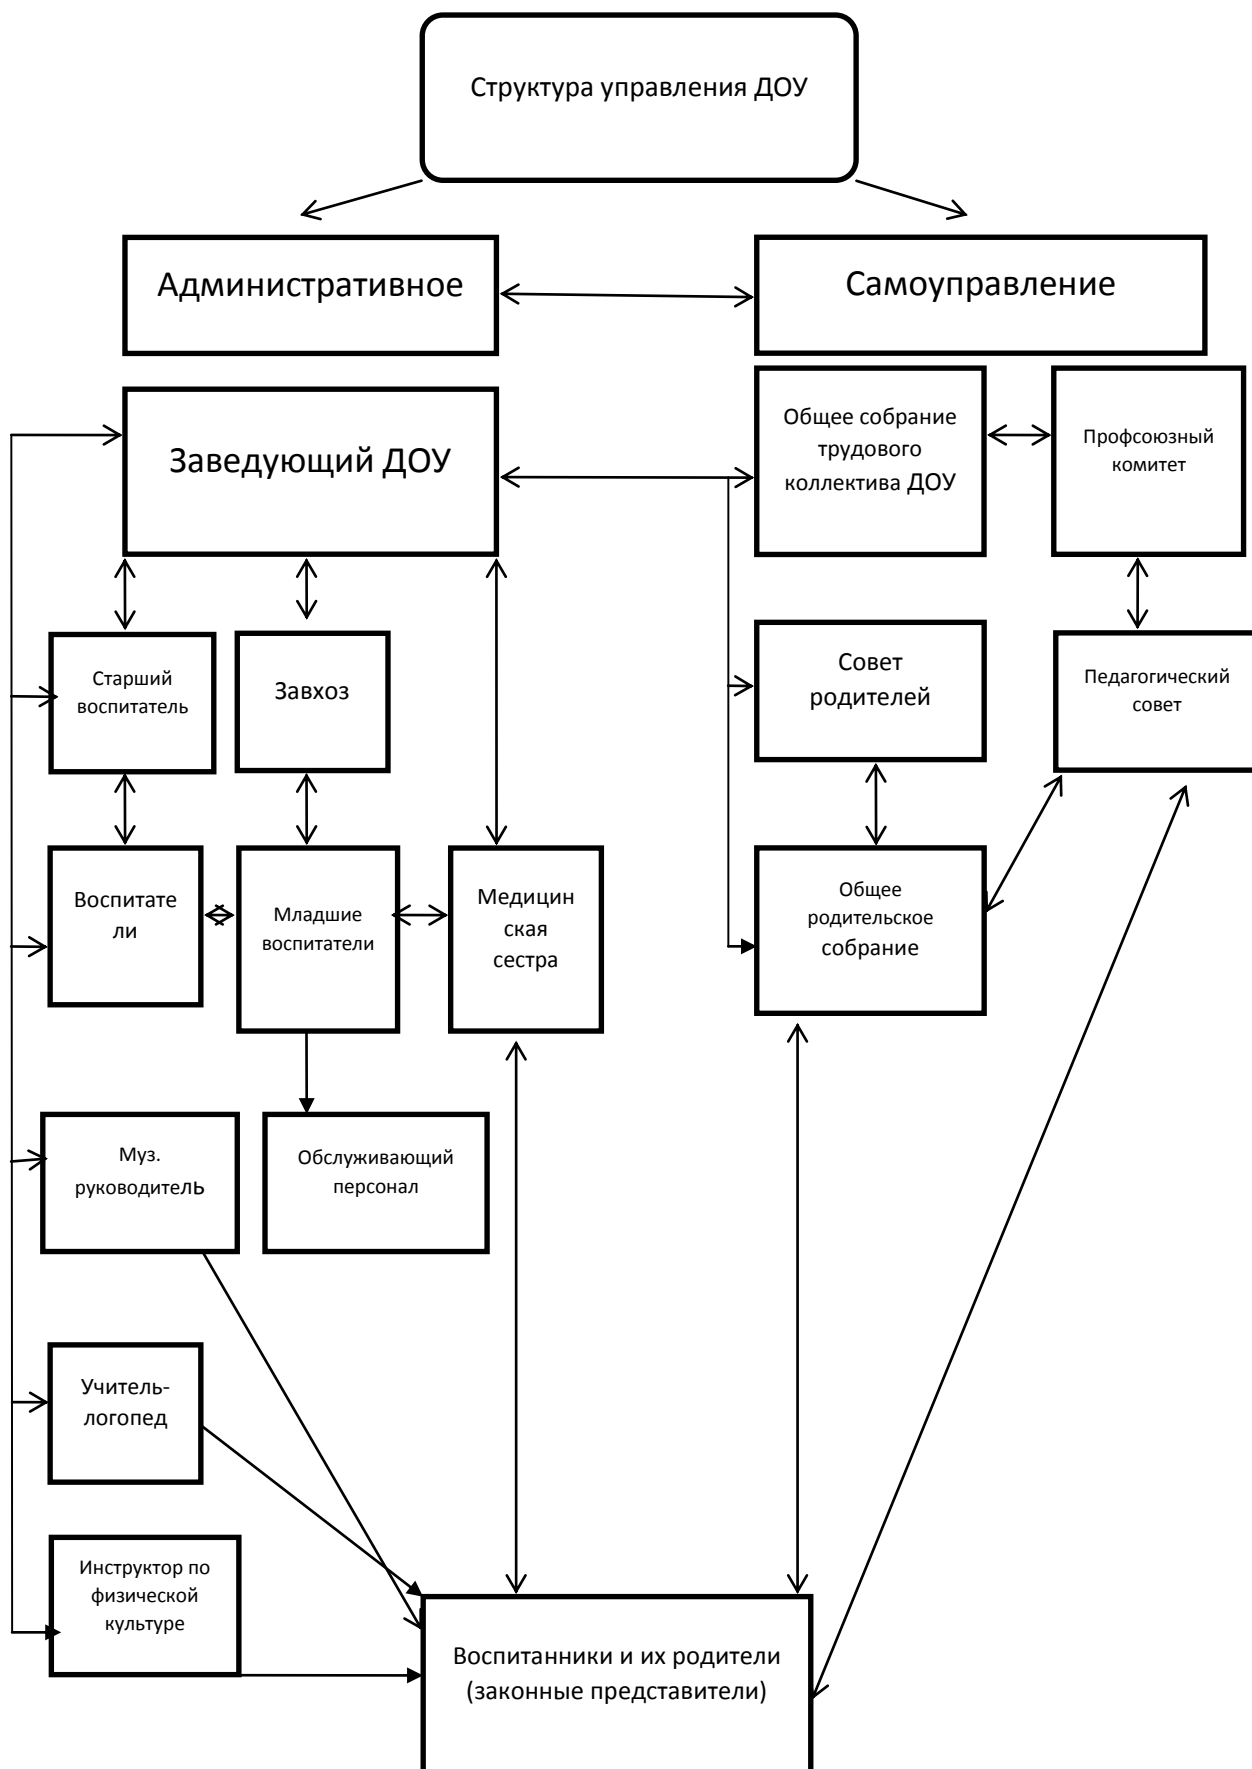 Структура управления ДОУ
Административное
Самоуправление
Заведующий ДОУ
Общее собрание
трудового
коллектива ДОУ
Профсоюзный
комитет
Старший
воспитатель
Завхоз
Совет
родителей
Педагогический
совет
Воспитате
ли
Младшие
воспитатели
Медицин
ская
сестра
Общее
родительское
собрание
Муз.
руководитель
Обслуживающий
персонал
Учитель-
логопед
Инструктор по
физической
культуре
Воспитанники и их родители
(законные представители)